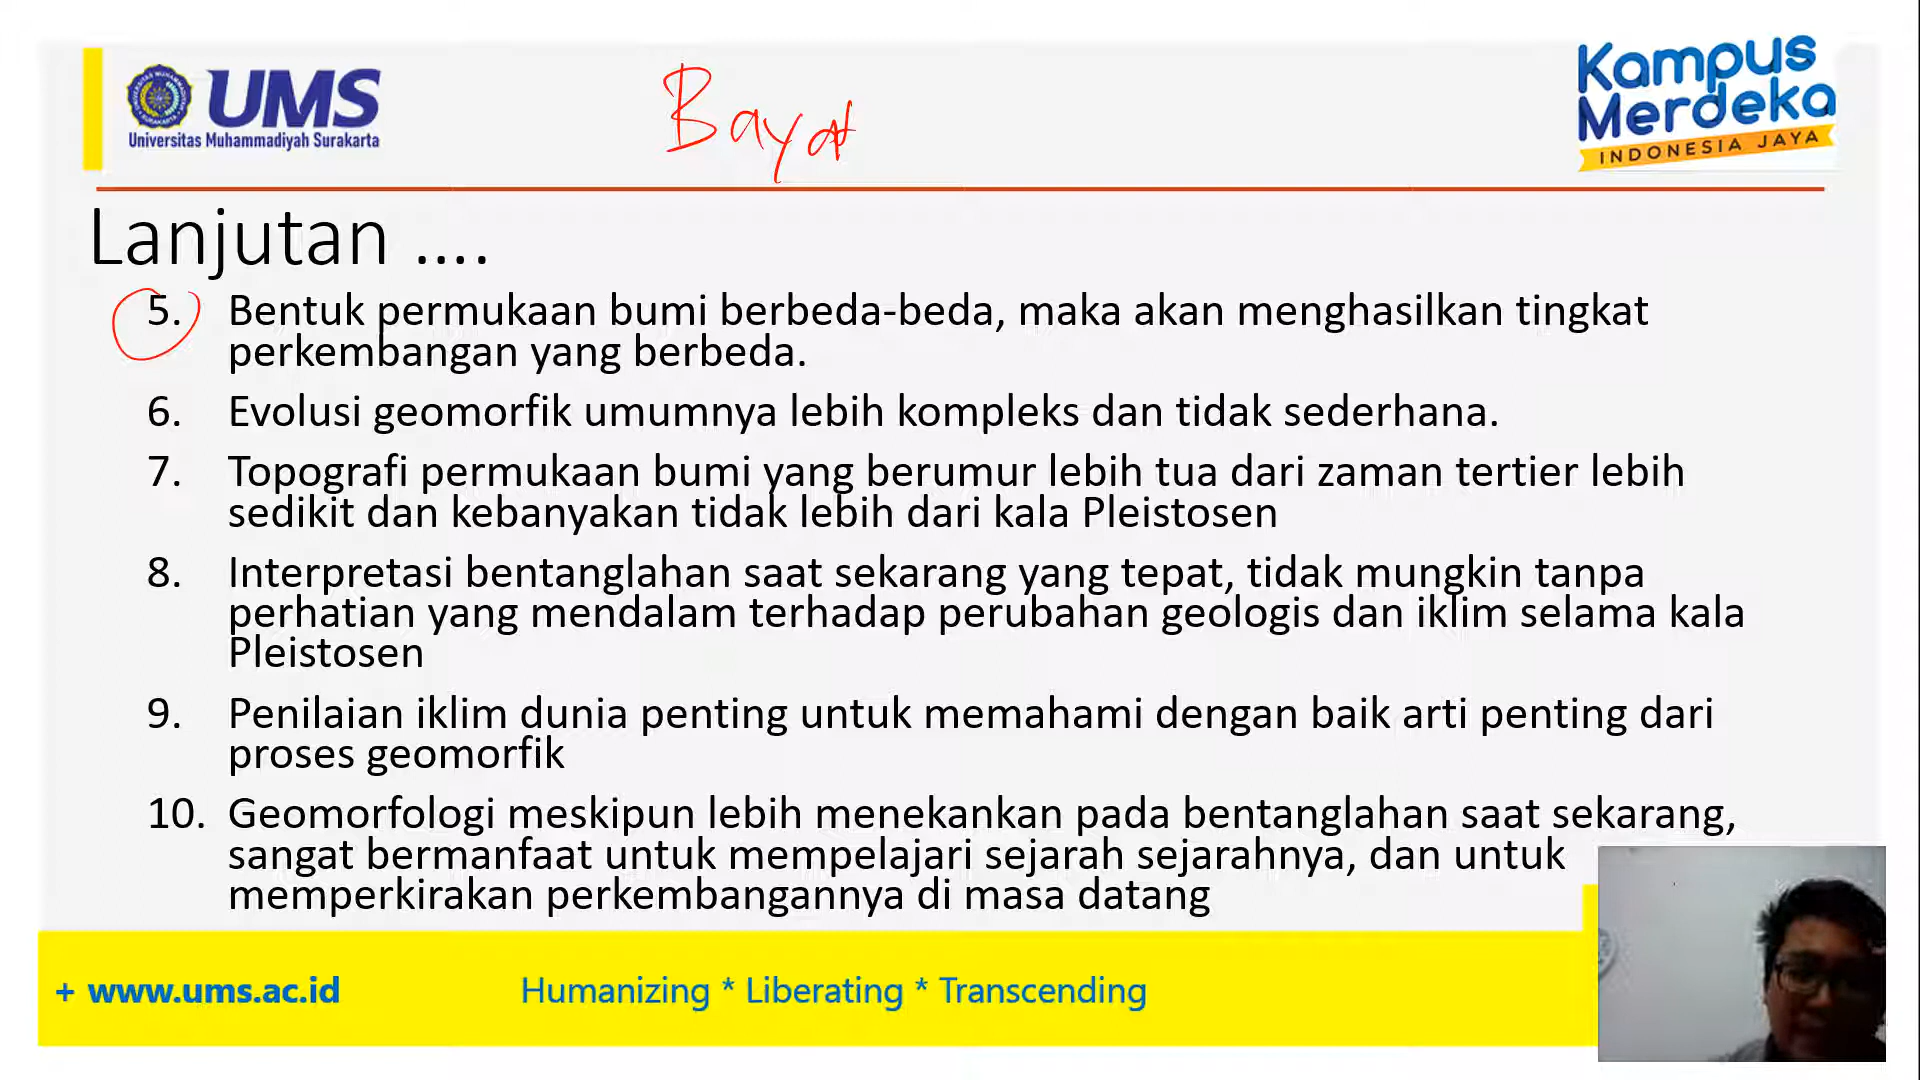 UMS
Universitas Muhammadiyah Surakarta
Bayat
Kampus
Merdeka
INDONESIA JAYA
Lanjutan ....
5. Bentuk permukaan bumi berbeda-beda, maka akan menghasilkan tingkat
perkembangan yang berbeda.
6. Evolusi geomorfik umumnya lebih kompleks dan tidak sederhana.
7. Topografi permukaan bumi yang berumur lebih tua dari zaman tertier lebih
sedikit dan kebanyakan tidak lebih dari kala Pleistosen
8. Interpretasi bentanglahan saat sekarang yang tepat, tidak mungkin tanpa
perhatian yang mendalam terhadap perubahan geologis dan iklim selama kala
Pleistosen
9. Penilaian iklim dunia penting untuk memahami dengan baik arti penting dari
proses geomorfik
10. Geomorfologi meskipun lebih menekankan pada bentanglahan saat sekarang,
sangat bermanfaat untuk mempelajari sejarah sejarahnya, dan untuk
memperkirakan perkembangannya di masa datang
+ www.ums.ac.id
Humanizing * Liberating * Transcending